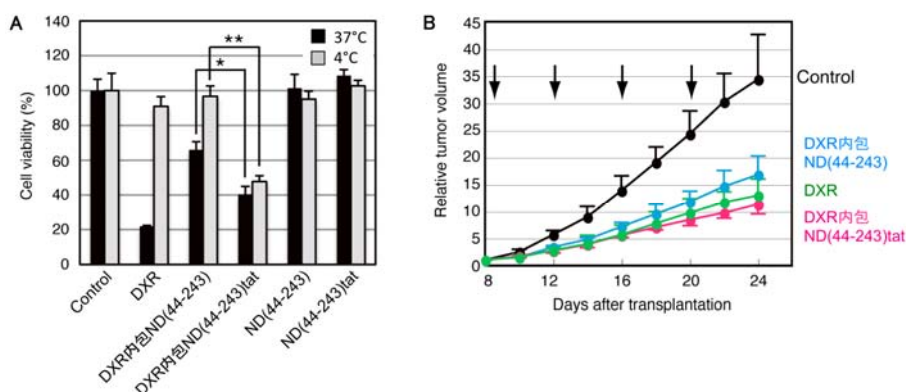 A
37°C
4°C
**
*
Cell viability (%)
140
120
100
80
60
40
20
0
Control
DXR
DXR内包ND(44-243)
DXR内包ND(44-243)tat
ND(44-243)
ND(44-243)tat
B
Relative tumor volume
45
40
35
30
25
20
15
10
5
0
8
12
16
20
24
Days after transplantation
Control
DXR内包
ND(44-243)
DXR
DXR内包
ND(44-243)tat